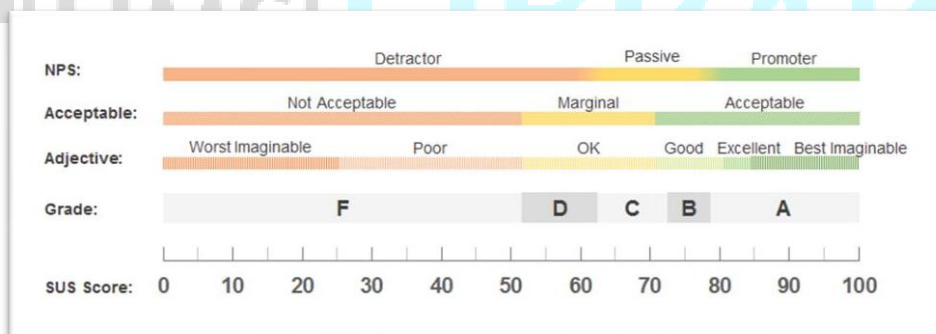 Detractor Passive Promoter
NPS:
Not Acceptable Marginal Acceptable
Acceptable:
Worst Imaginable Poor OK Good Excellent Best Imaginable
Adjective:
Grade: F D C B A
SUS Score: 0 10 20 30 40 50 60 70 80 90 100